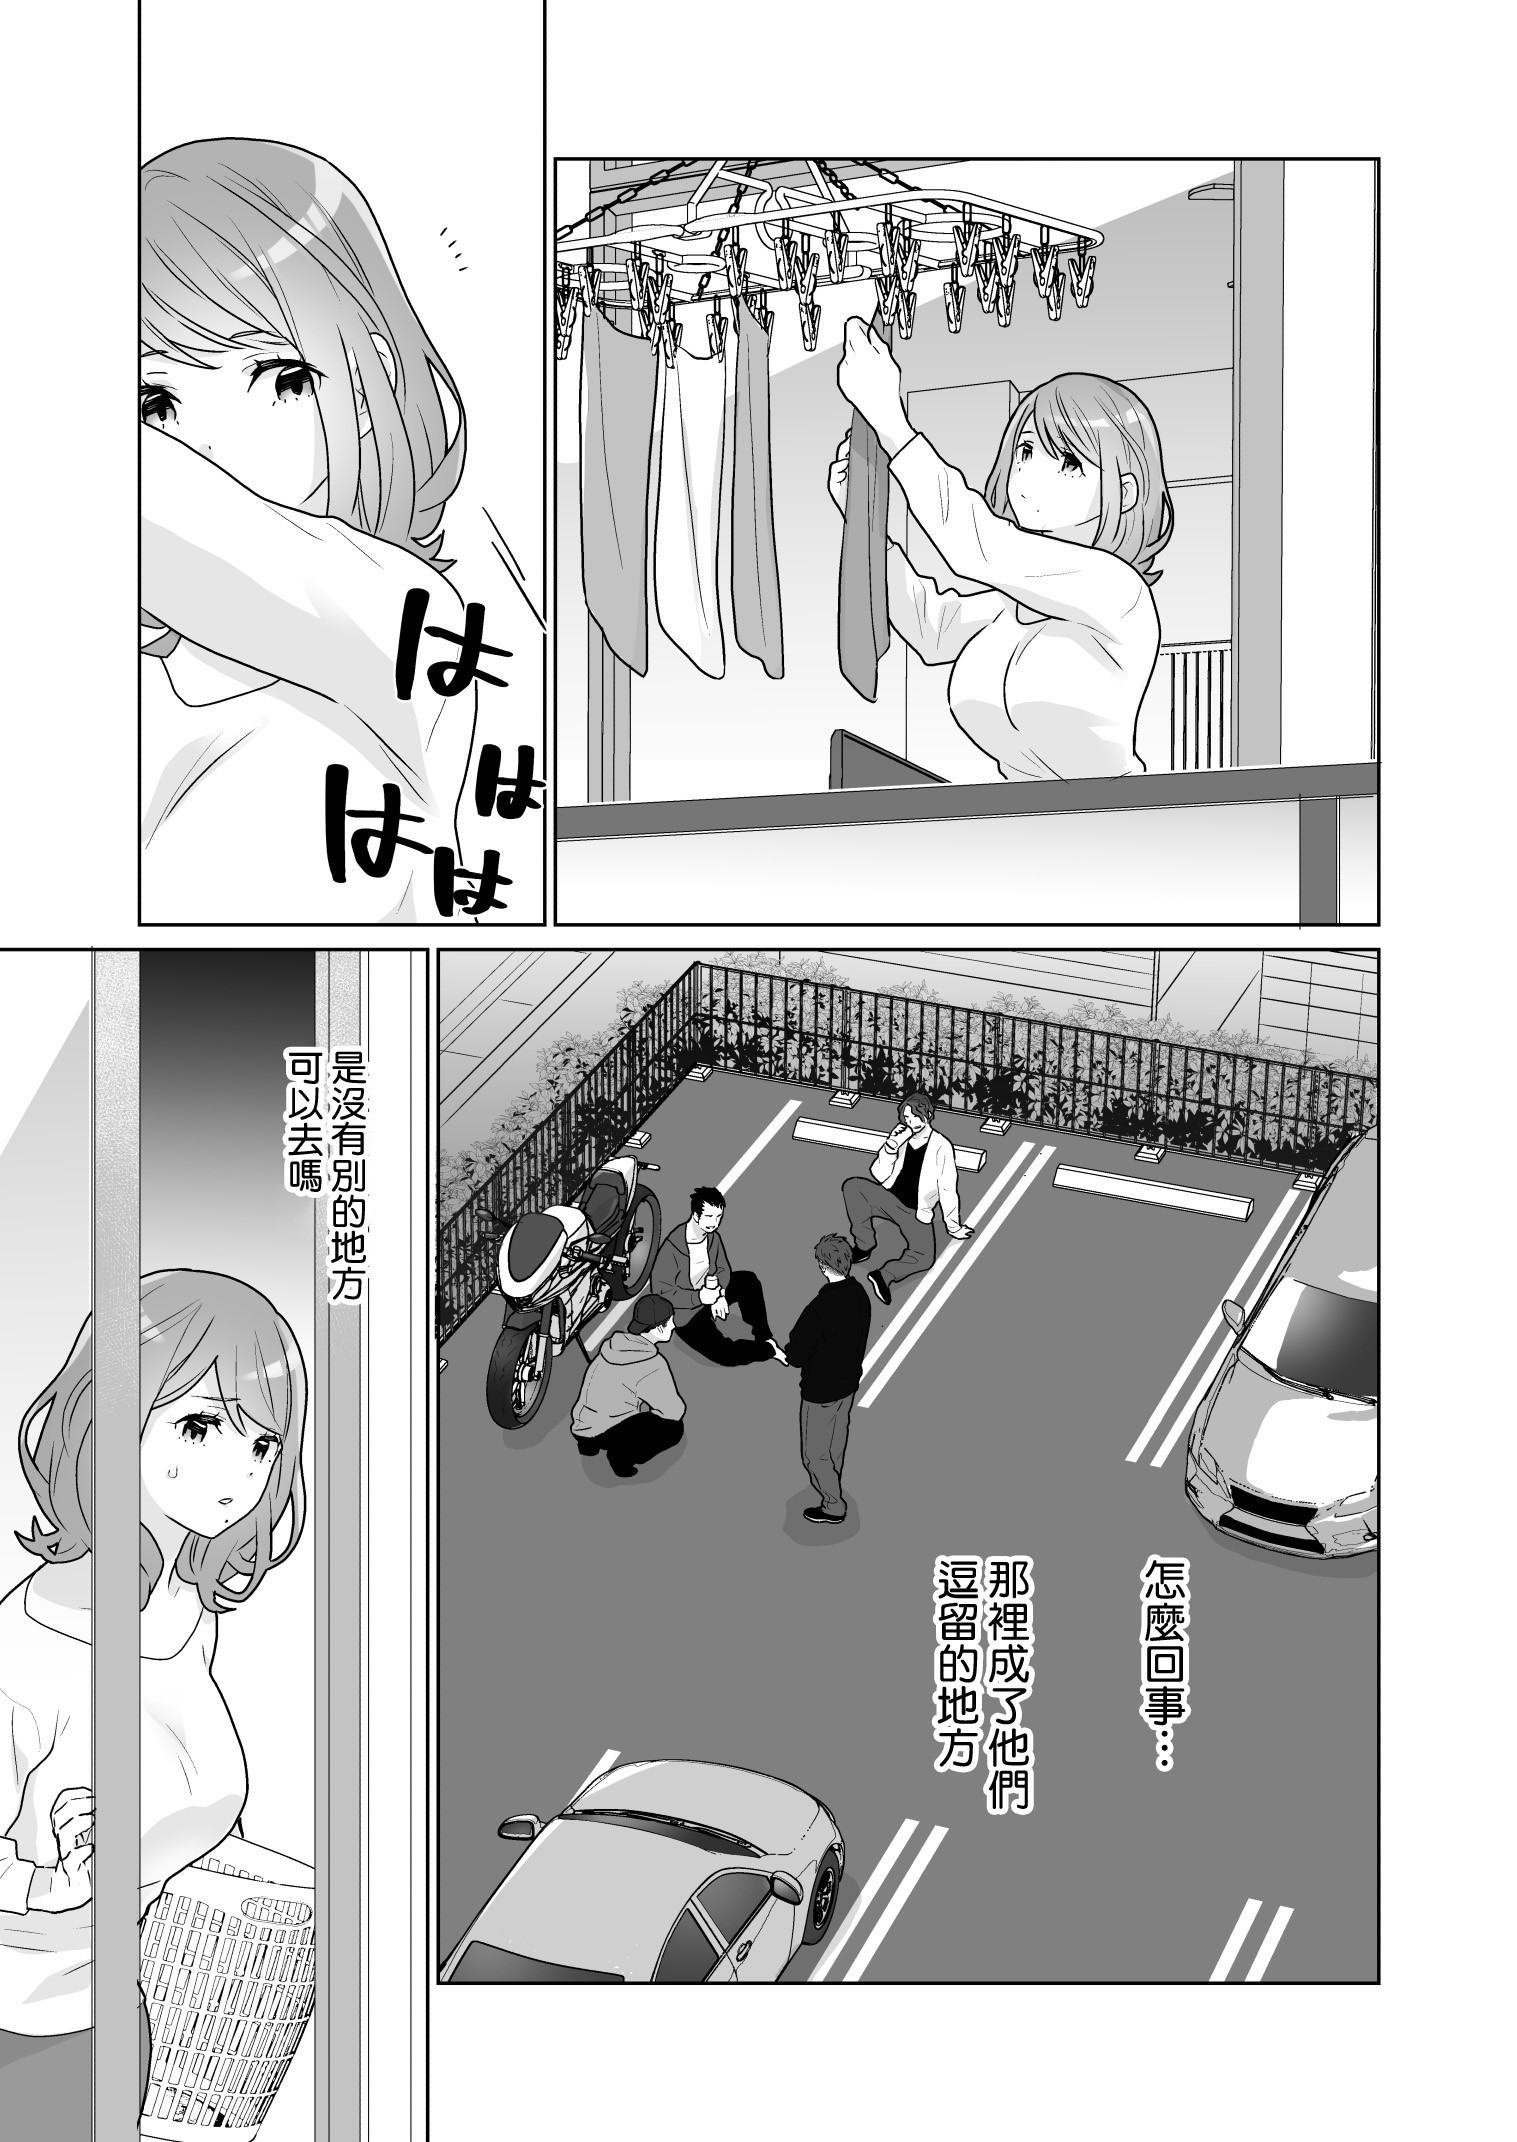 は
は
は
は
怎麼回事…
那裡成了他們
逗留的地方
是沒有別的地方
可以去嗎